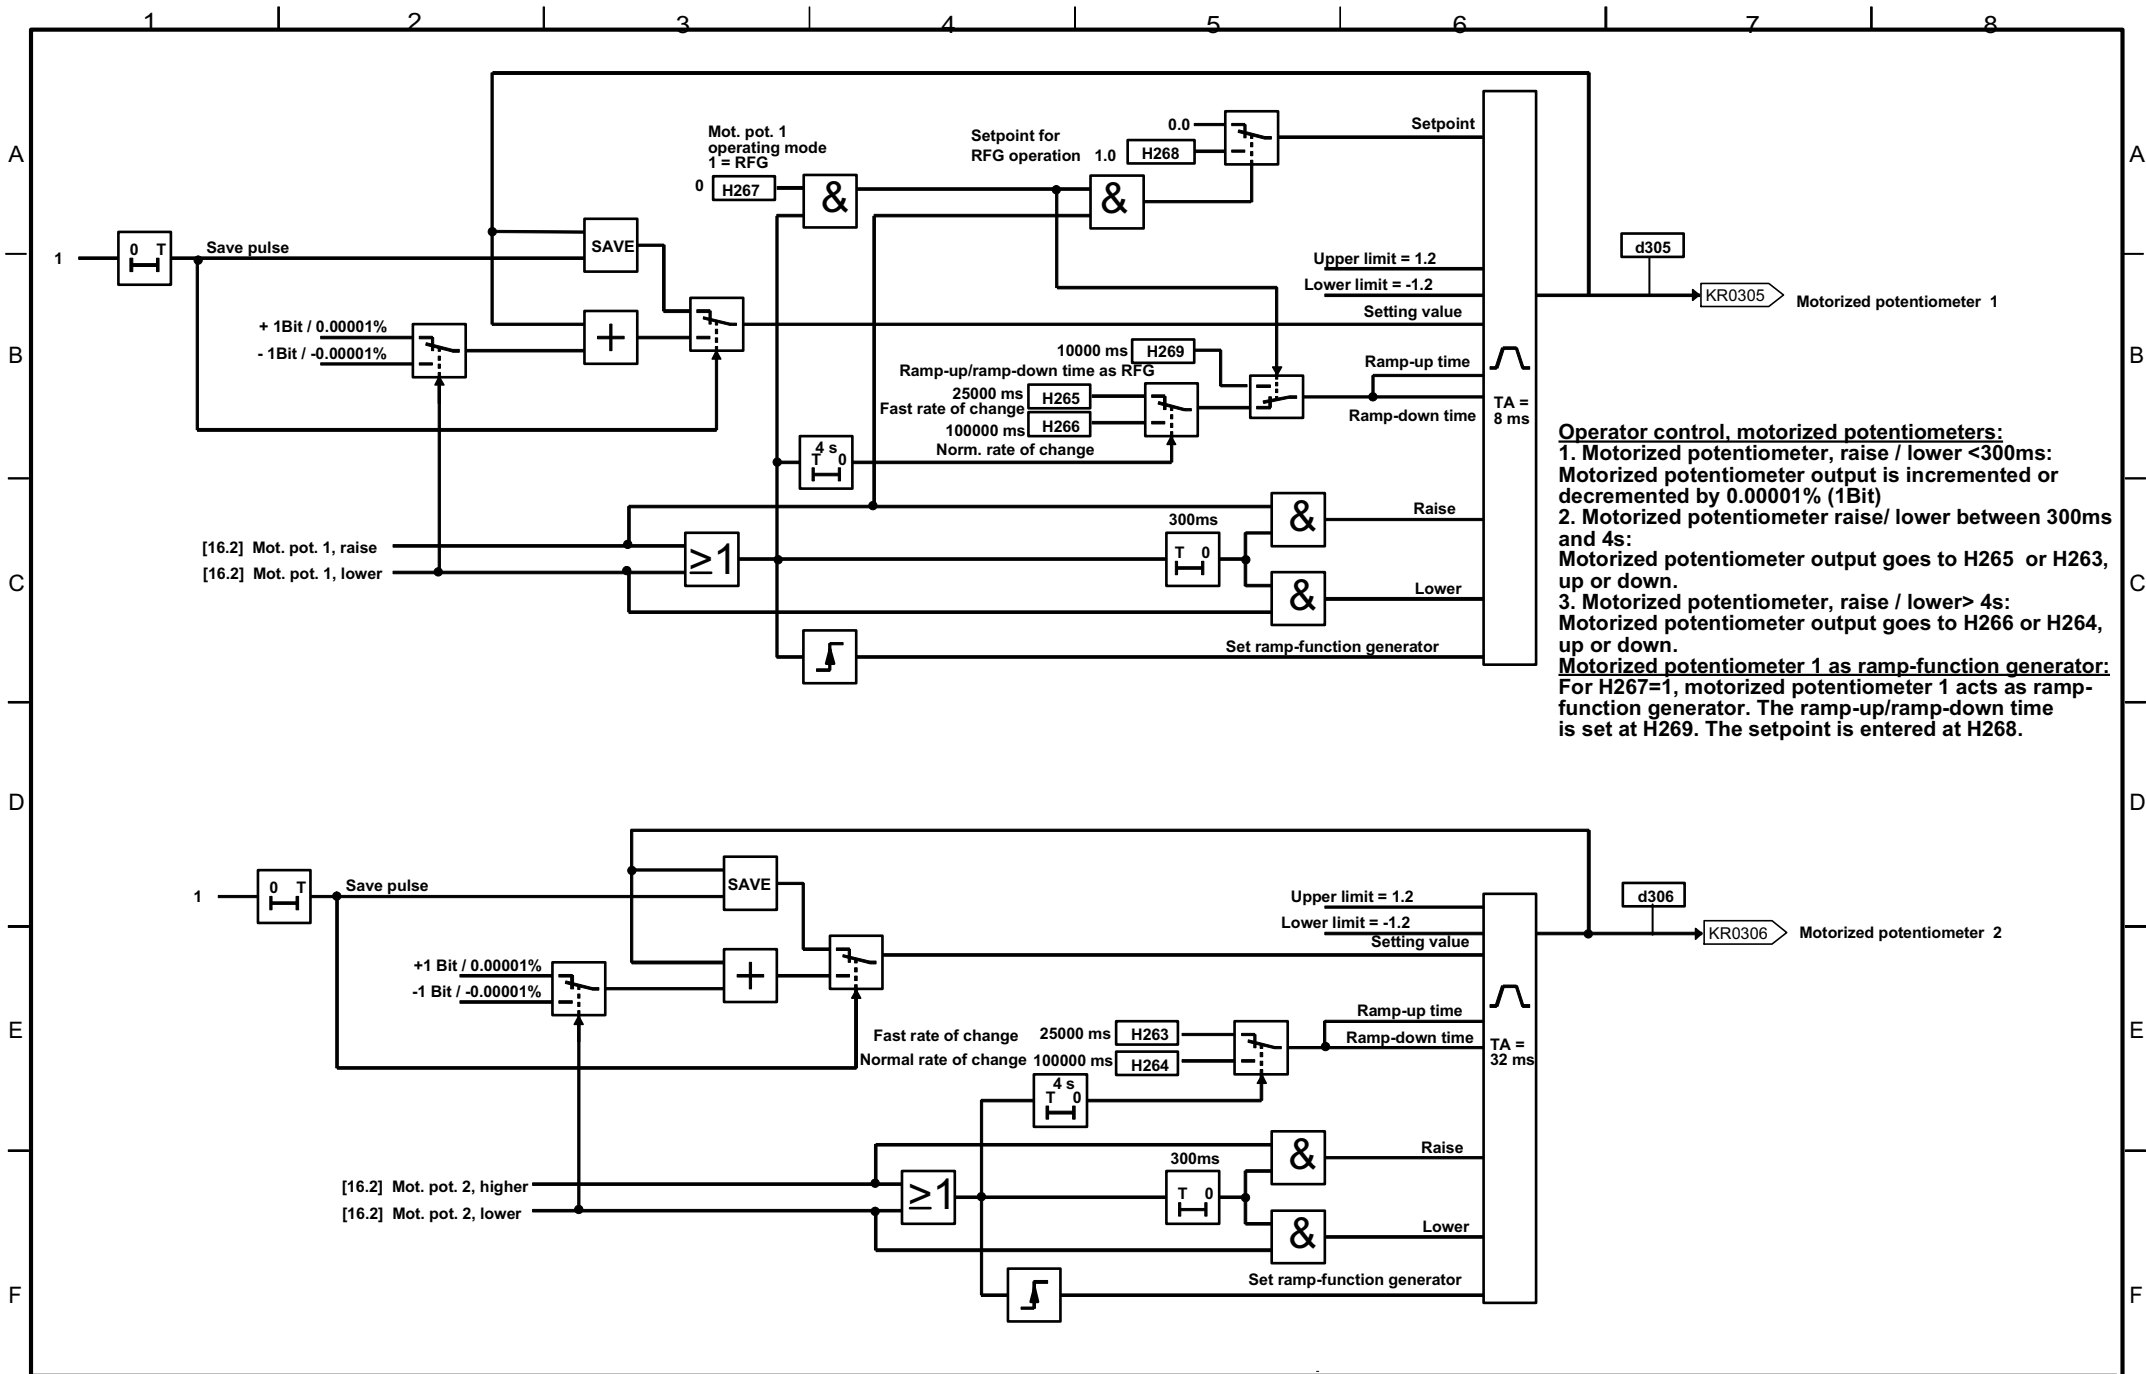 1 2 3 4 5 6 7 8
A
A
B
B
C
C
D
D
E
E
F
F
Mot. pot. 1
operating mode
1 = RFG
0 H267
&
Setpoint for
RFG operation 1.0 H268
0.0
&
Setpoint
1
0 T
Save pulse
SAVE
+ 1Bit / 0.00001%
- 1Bit / -0.00001%
+
Upper limit = 1.2
Lower limit = -1.2
Setting value
d305
KR0305
Motorized potentiometer 1
10000 ms H269
Ramp-up/ramp-down time as RFG
25000 ms H265
Fast rate of change
100000 ms H266
Norm. rate of change
4 s
T 0
Ramp-up time
Ramp-down time
TA =
8 ms
[16.2] Mot. pot. 1, raise
[16.2] Mot. pot. 1, lower
≥1
300ms
T 0
&
Raise
&
Lower
Set ramp-function generator
Operator control, motorized potentiometers:
1. Motorized potentiometer, raise / lower <300ms:
Motorized potentiometer output is incremented or
decremented by 0.00001% (1Bit)
2. Motorized potentiometer raise/ lower between 300ms
and 4s:
Motorized potentiometer output goes to H265 or H263,
up or down.
3. Motorized potentiometer, raise / lower> 4s:
Motorized potentiometer output goes to H266 or H264,
up or down.
Motorized potentiometer 1 as ramp-function generator:
For H267=1, motorized potentiometer 1 acts as ramp-
function generator. The ramp-up/ramp-down time
is set at H269. The setpoint is entered at H268.
1
0 T
Save pulse
SAVE
+1 Bit / 0.00001%
-1 Bit / -0.00001%
+
Upper limit = 1.2
Lower limit = -1.2
Setting value
d306
KR0306
Motorized potentiometer 2
Fast rate of change 25000 ms H263
Normal rate of change 100000 ms H264
4 s
T 0
Ramp-up time
Ramp-down time
TA =
32 ms
[16.2] Mot. pot. 2, higher
[16.2] Mot. pot. 2, lower
≥1
300ms
T 0
&
Raise
&
Lower
Set ramp-function generator